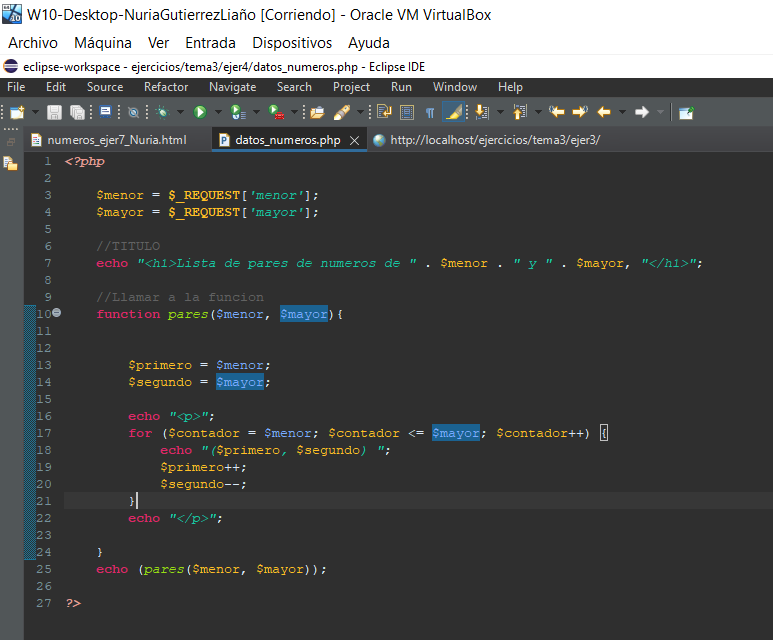 W10-Desktop-NuriaGutierrezLiaño [Corriendo] - Oracle VM VirtualBox
Archivo Máquina Ver Entrada Dispositivos Ayuda
eclipse-workspace - ejercicios/tema3/ejer4/datos_numeros.php - Eclipse IDE
File Edit Source Refactor Navigate Search Project Run Window Help
numeros_ejer7_Nuria.html datos_numeros.php http://localhost/ejercicios/tema3/ejer3/
1 <?php
2
3 $menor = $_REQUEST['menor'];
4 $mayor = $_REQUEST['mayor'];
5
6 //TITULO
7 echo "<h1>Lista de pares de numeros de " . $menor . " y " . $mayor, "</h1>";
8
9 //Llamar a la funcion
10 function pares($menor, $mayor){
11
12
13 $primero = $menor;
14 $segundo = $mayor;
15
16 echo "<p>";
17 for ($contador = $menor; $contador <= $mayor; $contador++) {
18 echo "($primero, $segundo) ";
19 $primero++;
20 $segundo--;
21 }
22 echo "</p>";
23
24 }
25 echo (pares($menor, $mayor));
26
27 ?>